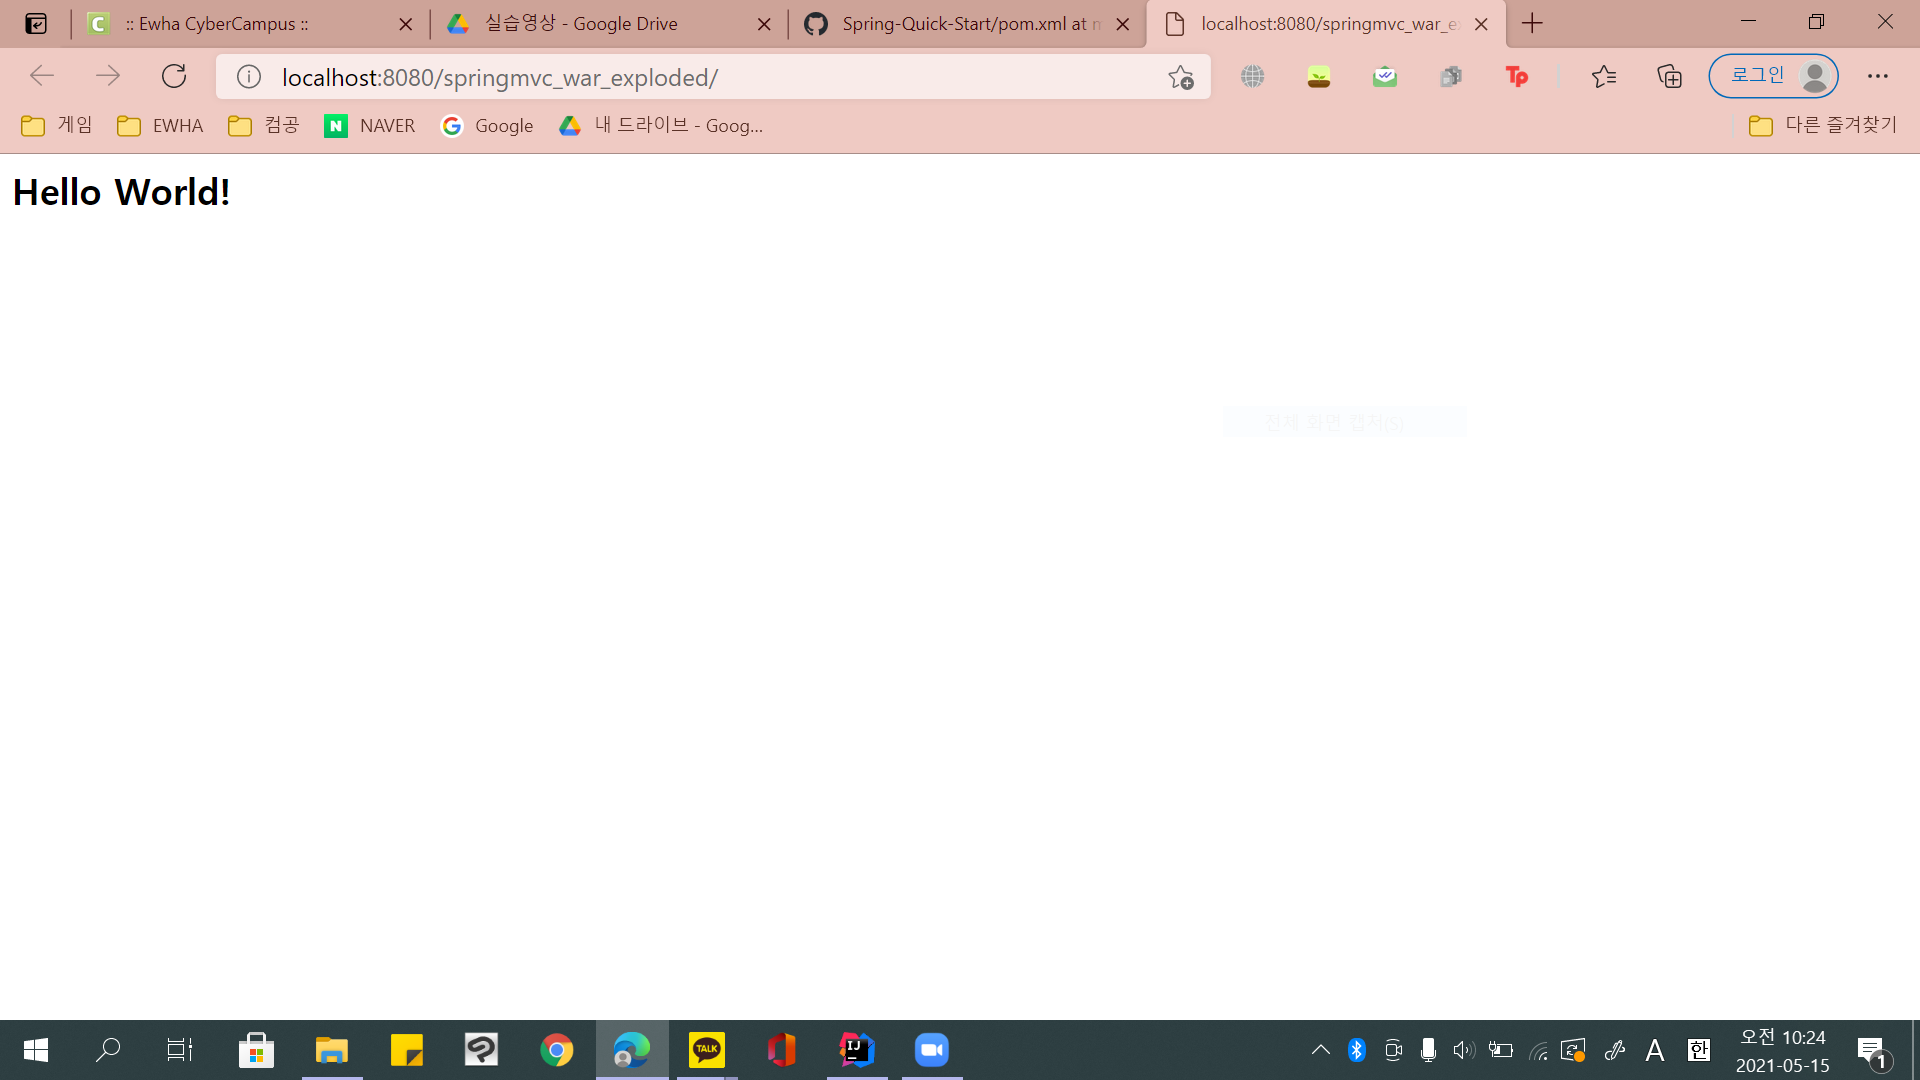 :: Ewha CyberCampus ::
실습영상 - Google Drive
Spring-Quick-Start/pom.xml at m
localhost:8080/springmvc_war_e
localhost:8080/springmvc_war_exploded/
로그인
게임
EWHA
컴공
NAVER
Google
내 드라이브 - Goog...
다른 즐겨찾기
Hello World!
전체 화면 캡처(S)
TALK
IJ
A
한
오전 10:24
2021-05-15
1